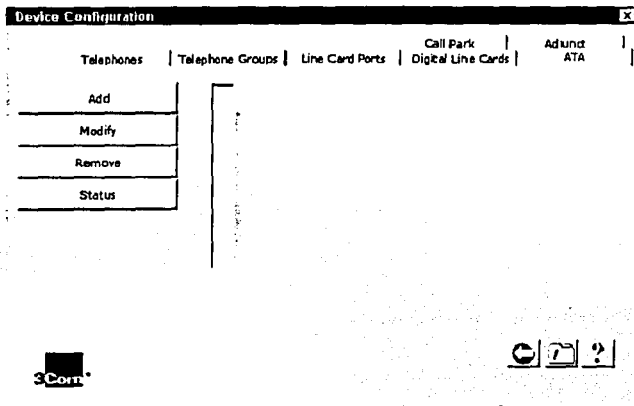 Device Configuration
Call Park Adjunct
Telephones Telephone Groups Line Card Ports Digital Line Cards ATA
Add
Modify
Remove
Status
3Com